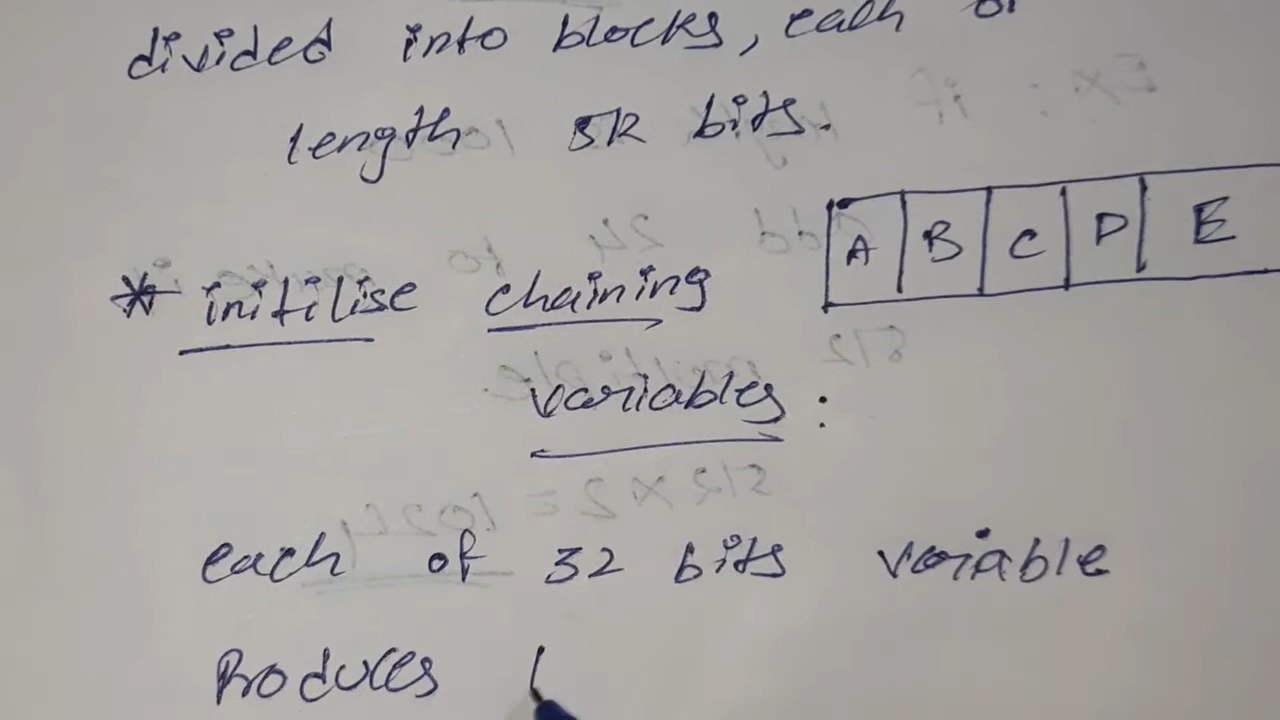 divided into blocks, each of
length 512 bits.
A B C D E
* initilise chaining
variables :
each of 32 bits variable
Produces